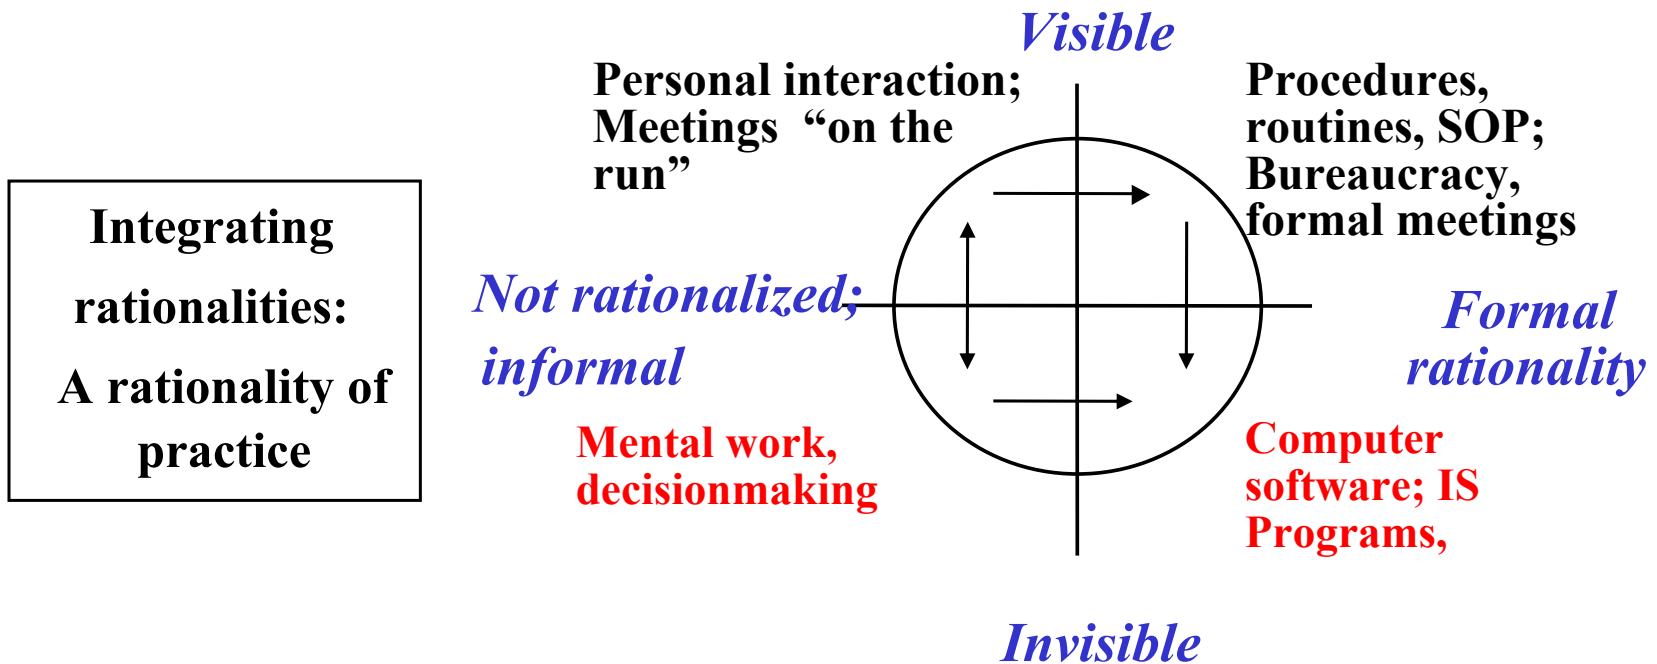 Visible
Personal interaction;
Meetings “on the
run”
Procedures,
routines, SOP;
Bureaucracy,
formal meetings
Integrating
rationalities:
A rationality of
practice
Not rationalized;
informal
Formal
rationality
Mental work,
decisionmaking
Computer
software; IS
Programs,
Invisible